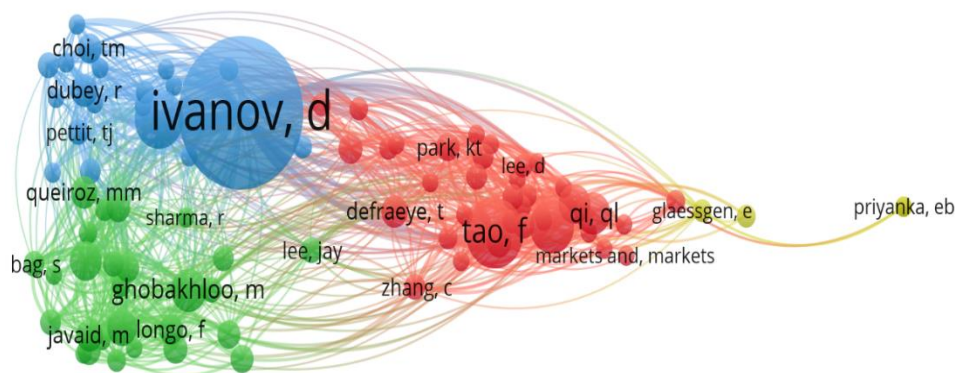 choi, tm
dubey, r
ivanov, d
pettit, tj
park, kt
lee, d
queiroz, mm
sharma, r
defraeye, t
tao, f
qi, ql
glaessgen, e
priyanka, eb
lee, jay
markets and, markets
bag, s
ghobakhloo, m
zhang, c
javaid, m
longo, f